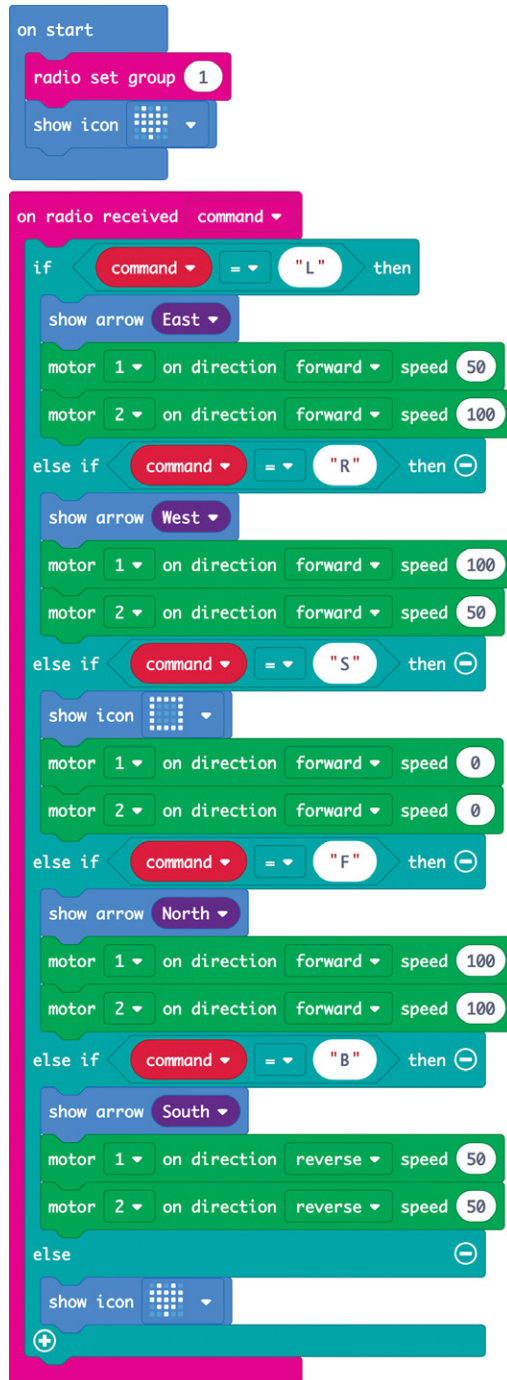 on start
radio set group 1
show icon
on radio received command
if command = "L" then
show arrow East
motor 1 on direction forward speed 50
motor 2 on direction forward speed 100
else if command = "R" then
show arrow West
motor 1 on direction forward speed 100
motor 2 on direction forward speed 50
else if command = "S" then
show icon
motor 1 on direction forward speed 0
motor 2 on direction forward speed 0
else if command = "F" then
show arrow North
motor 1 on direction forward speed 100
motor 2 on direction forward speed 100
else if command = "B" then
show arrow South
motor 1 on direction reverse speed 50
motor 2 on direction reverse speed 50
else
show icon